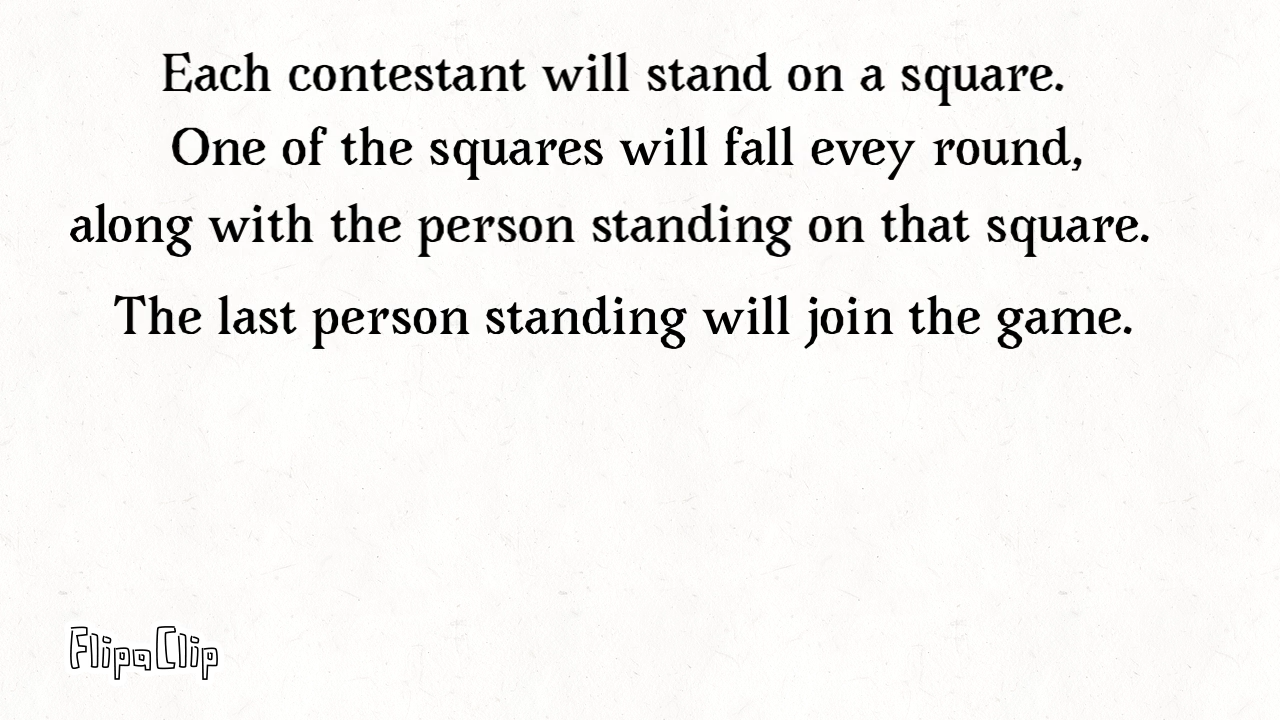 Each contestant will stand on a square.
One of the squares will fall evey round,
along with the person standing on that square.
The last person standing will join the game.
FlipaClip